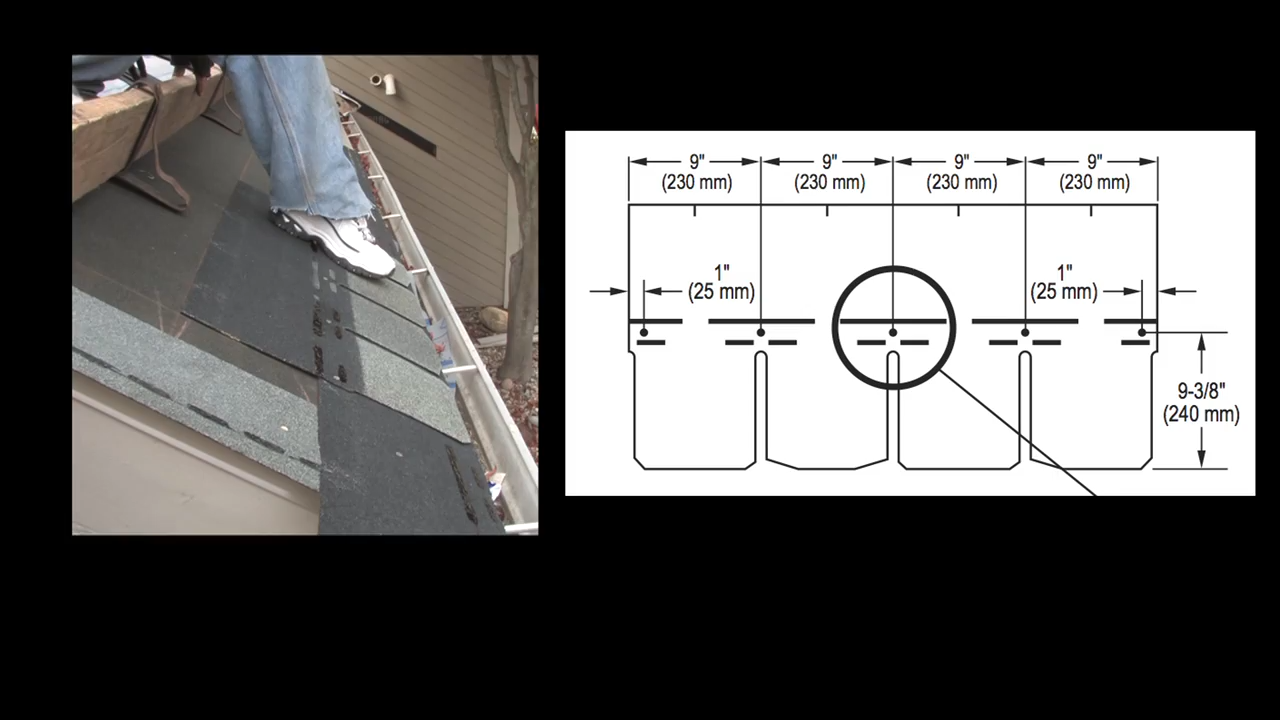 9" 9" 9" 9"
(230 mm) (230 mm) (230 mm) (230 mm)
1" 1"
(25 mm) (25 mm)
9-3/8"
(240 mm)